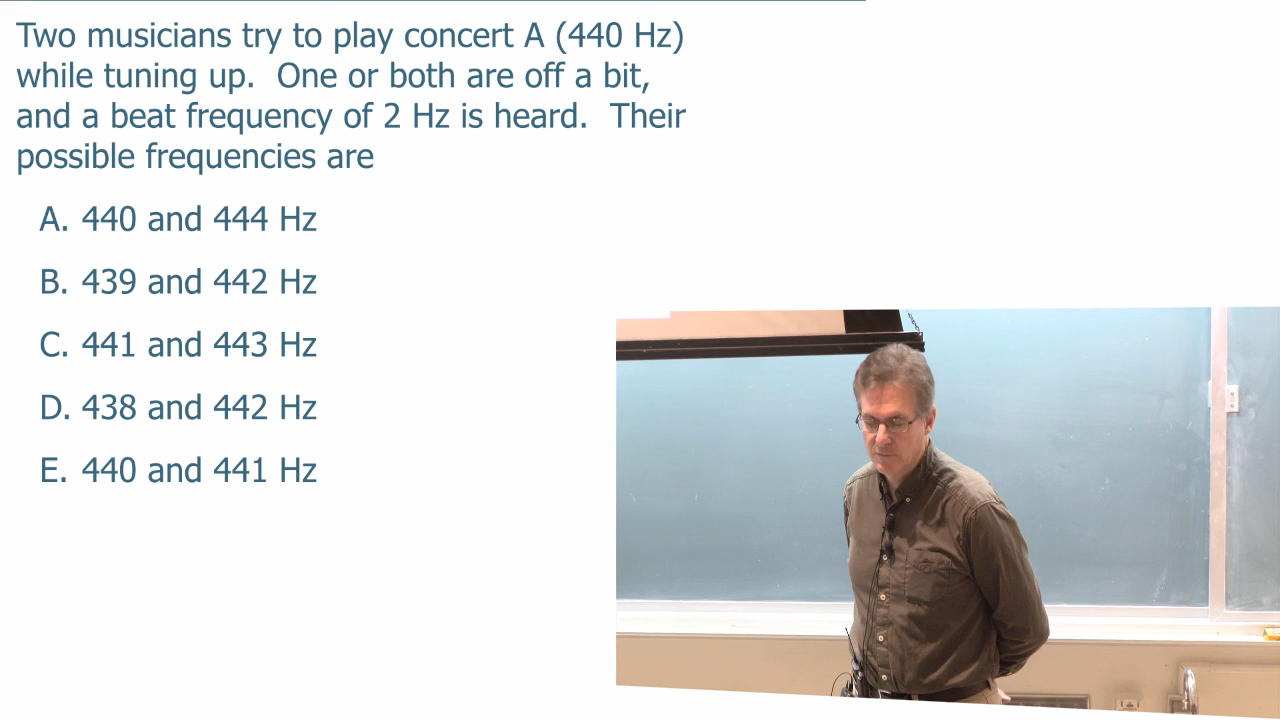 Two musicians try to play concert A (440 Hz)
while tuning up.  One or both are off a bit,
and a beat frequency of 2 Hz is heard.  Their
possible frequencies are
A. 440 and 444 Hz
B. 439 and 442 Hz
C. 441 and 443 Hz
D. 438 and 442 Hz
E. 440 and 441 Hz